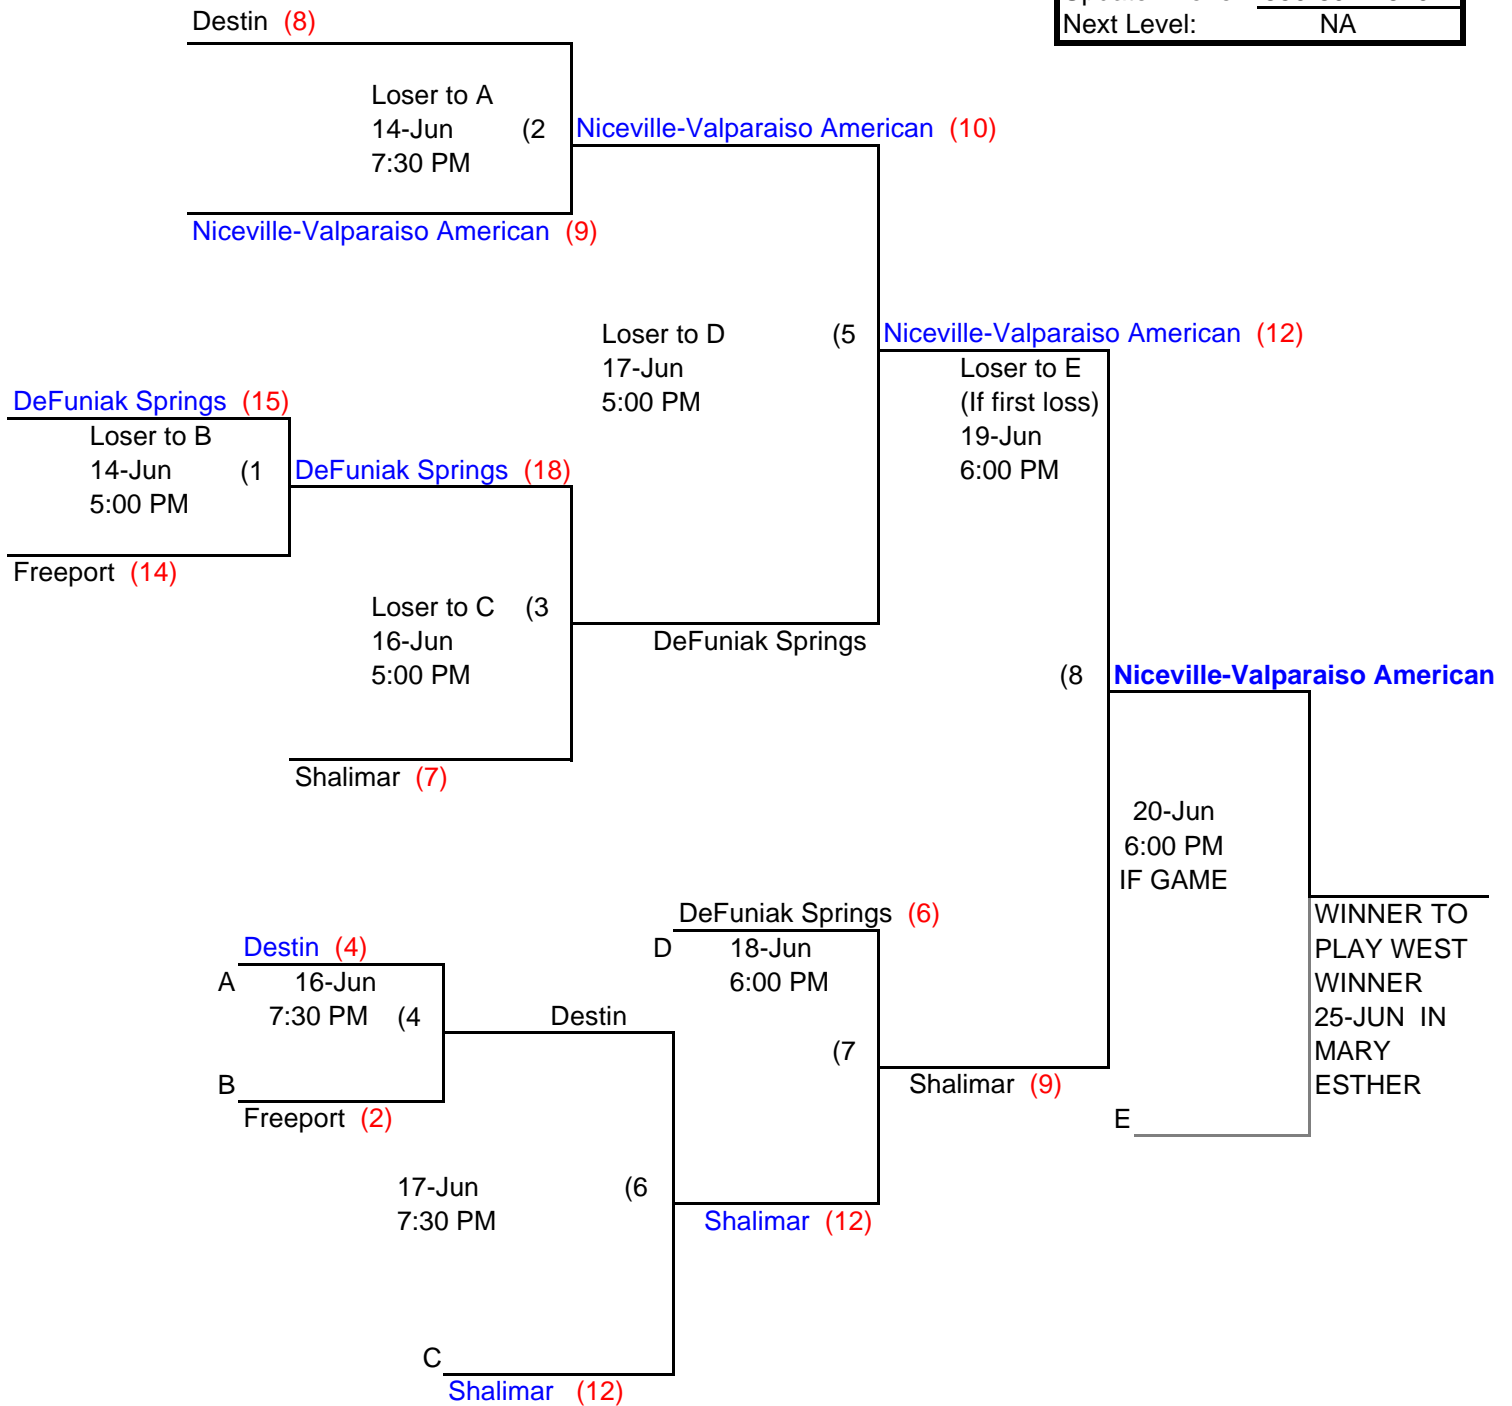 Next Level: NA
Destin (8)
Loser to A
14-Jun (2
7:30 PM
Niceville-Valparaiso American (10)
Niceville-Valparaiso American (9)
Loser to D (5
17-Jun
5:00 PM
Niceville-Valparaiso American (12)
Loser to E
(If first loss)
19-Jun
6:00 PM
DeFuniak Springs (15)
Loser to B
14-Jun (1
5:00 PM
DeFuniak Springs (18)
Freeport (14)
Loser to C (3
16-Jun
5:00 PM
DeFuniak Springs
(8
Niceville-Valparaiso American
Shalimar (7)
20-Jun
6:00 PM
IF GAME
DeFuniak Springs (6)
D 18-Jun
6:00 PM
WINNER TO
PLAY WEST
WINNER
25-JUN IN
MARY
ESTHER
Destin (4)
A 16-Jun
7:30 PM (4
Destin
(7
B
Freeport (2)
Shalimar (9)
E
17-Jun (6
7:30 PM
Shalimar (12)
C
Shalimar (12)